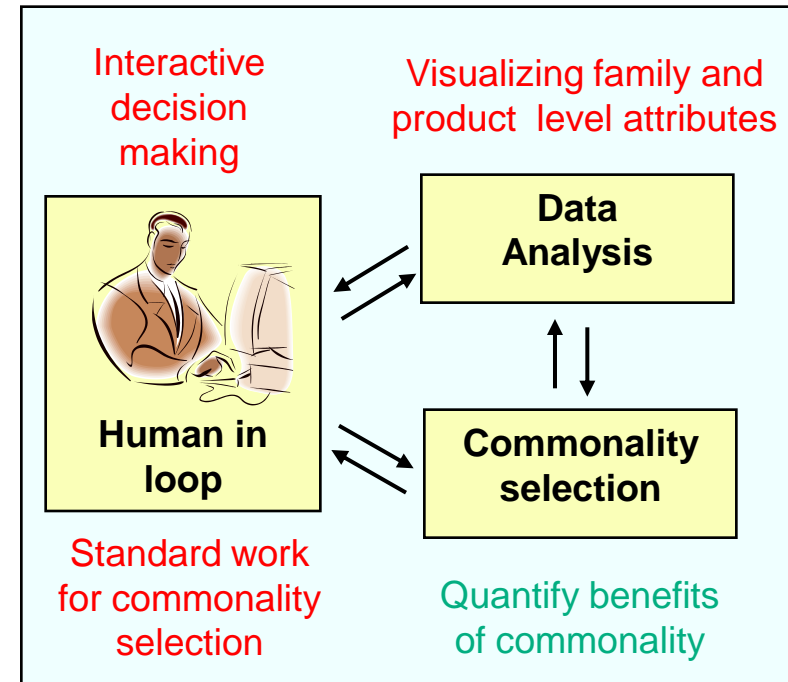 Interactive
decision
making
Visualizing family and
product level attributes
Data
Analysis
Human in
loop
Commonality
selection
Standard work
for commonality
selection
Quantify benefits
of commonality